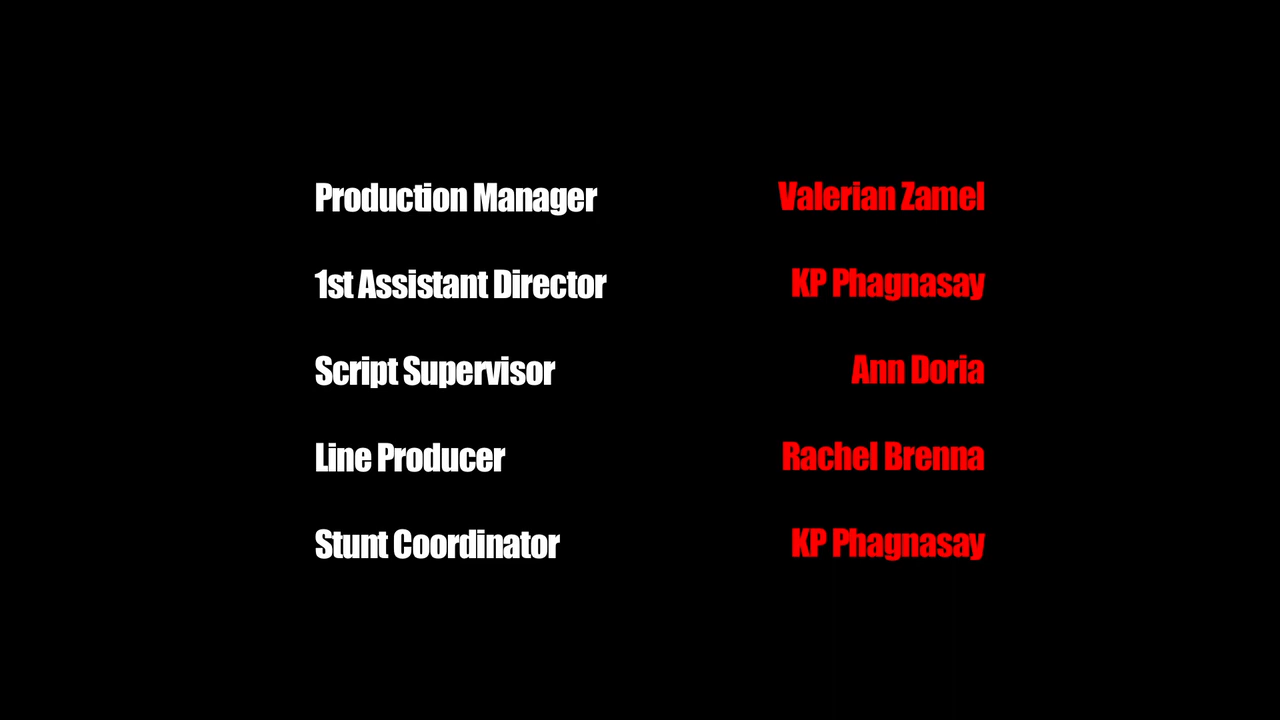 Production Manager Valerian Zamel
1st Assistant Director KP Phagnasay
Script Supervisor Ann Doria
Line Producer Rachel Brenna
Stunt Coordinator KP Phagnasay